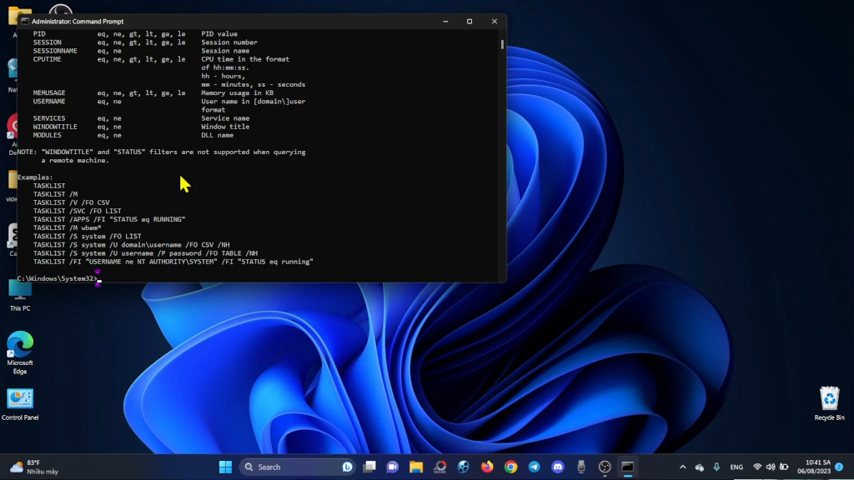 Administrator: Command Prompt
PID eq, ne, gt, lt, ge, le PID value
SESSION eq, ne, gt, lt, ge, le Session number
SESSIONNAME eq, ne Session name
CPUTIME eq, ne, gt, lt, ge, le CPU time in the format
of hh:mm:ss.
hh - hours,
mm - minutes, ss - seconds
MEMUSAGE eq, ne, gt, lt, ge, le Memory usage in KB
USERNAME eq, ne User name in [domain\]user
format
SERVICES eq, ne Service name
WINDOWTITLE eq, ne Window title
MODULES eq, ne DLL name
NOTE: "WINDOWTITLE" and "STATUS" filters are not supported when querying
a remote machine.
Examples:
TASKLIST
TASKLIST /M
TASKLIST /V /FO CSV
TASKLIST /SVC /FO LIST
TASKLIST /APPS /FI "STATUS eq RUNNING"
TASKLIST /M wbem*
TASKLIST /S system /FO LIST
TASKLIST /S system /U domain\username /FO CSV /NH
TASKLIST /S system /U username /P password /FO TABLE /NH
TASKLIST /FI "USERNAME ne NT AUTHORITY\SYSTEM" /FI "STATUS eq running"
C:\Windows\System32>
This PC
Microsoft
Edge
Control Panel
Recycle Bin
83°F
Nhiều mây
Search
ENG
10:41 SA
06/08/2023
2